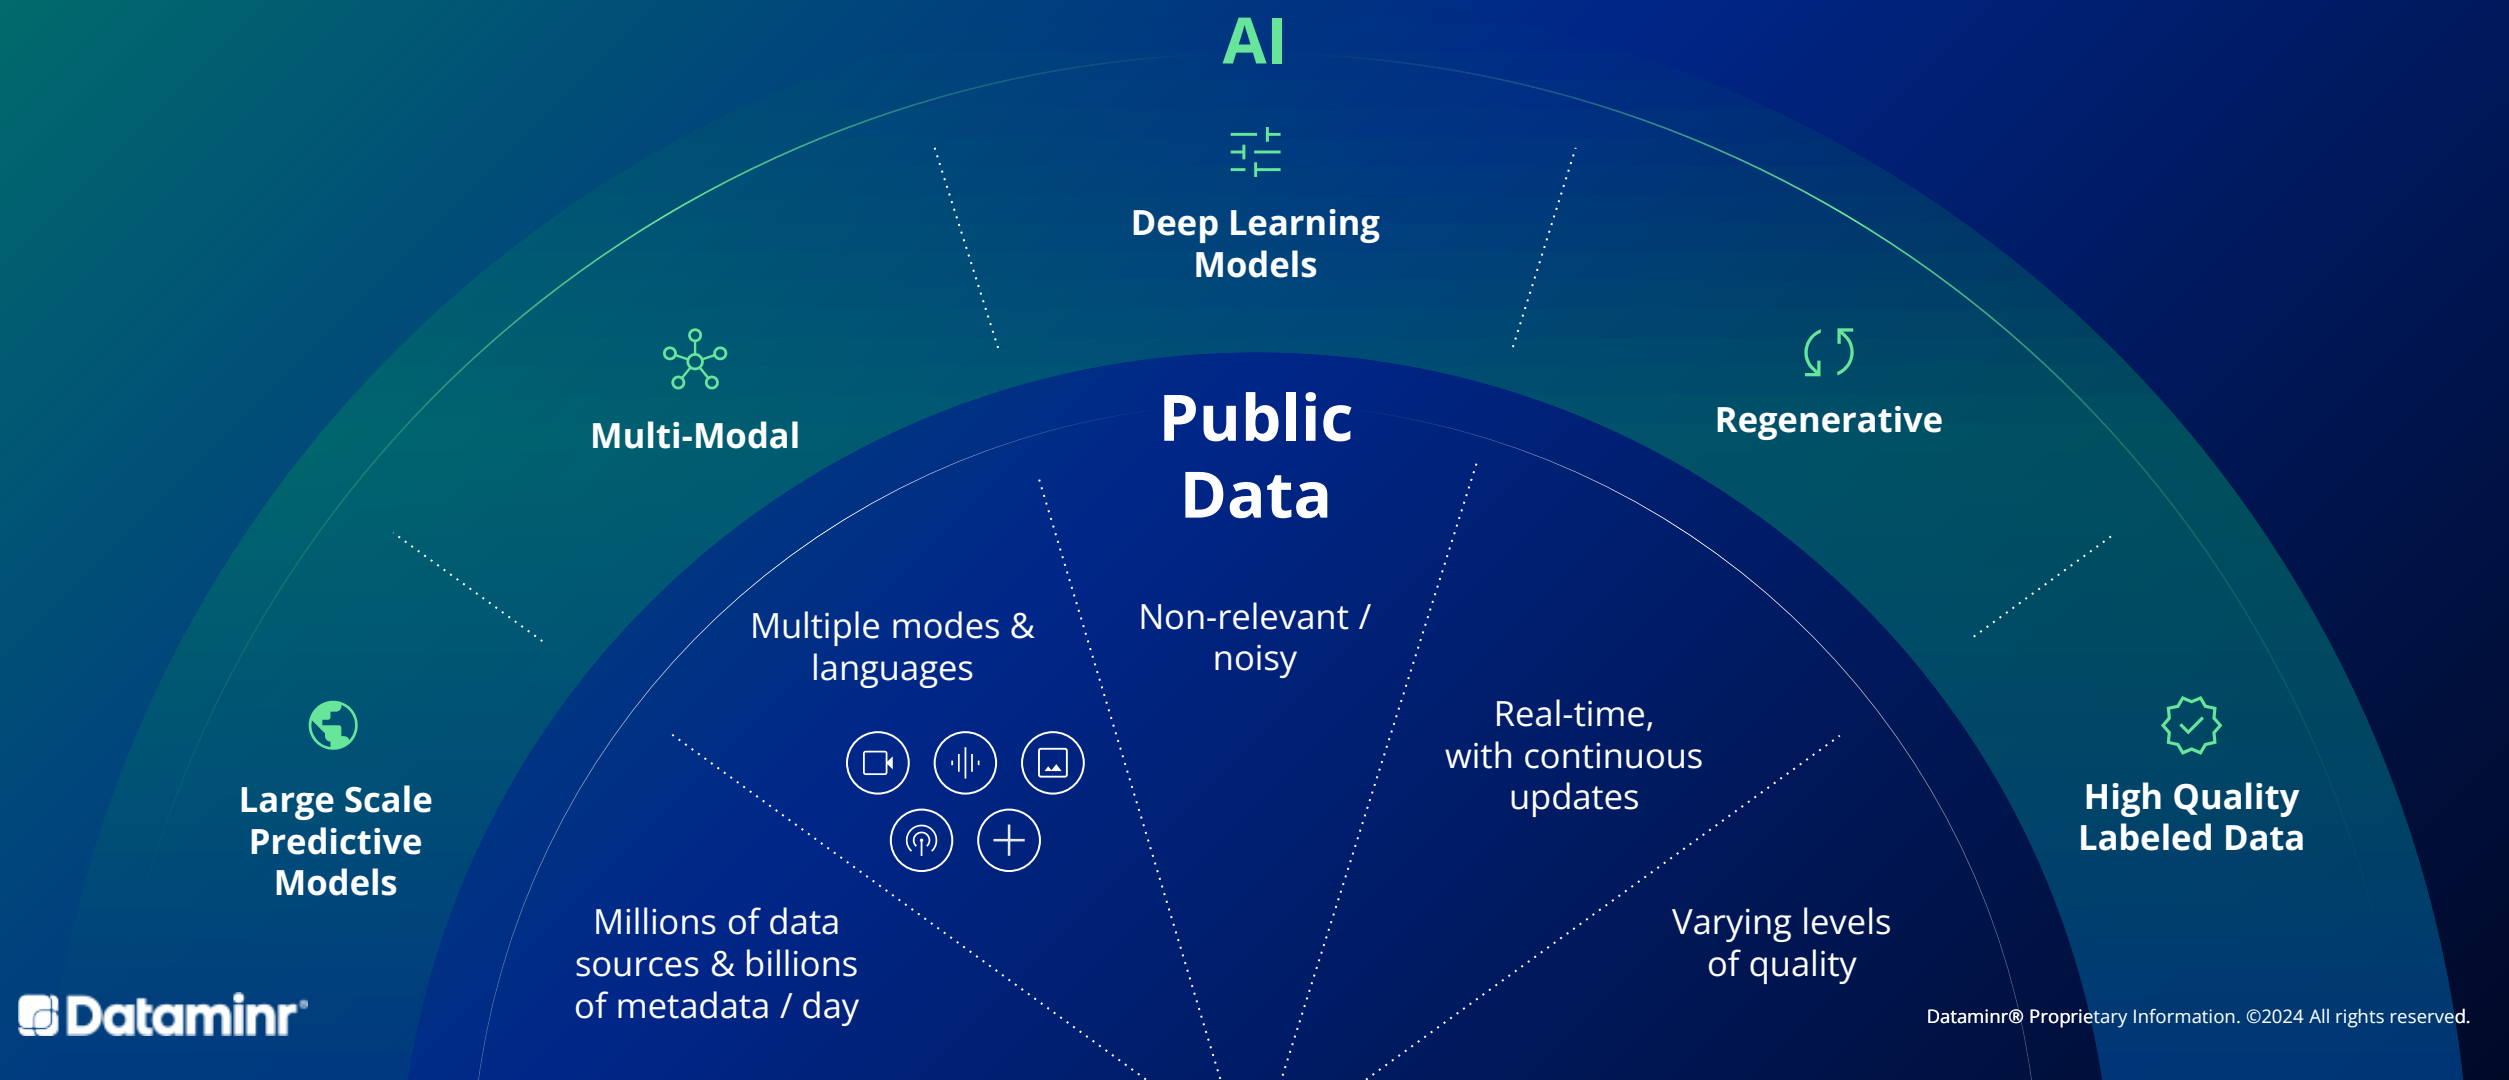 AI
Deep Learning
Models
Multi-Modal
Regenerative
Large Scale
Predictive
Models
High Quality
Labeled Data
Public
Data
Multiple modes &
languages
Non-relevant /
noisy
Real-time,
with continuous
updates
Millions of data
sources & billions
of metadata / day
Varying levels
of quality
Dataminr®
Dataminr® Proprietary Information. ©2024 All rights reserved.